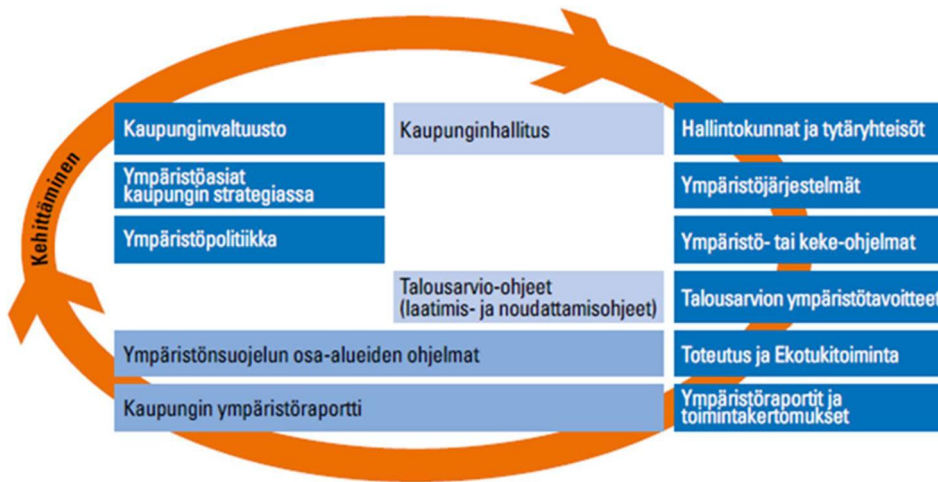 Kehittäminen
Kaupunginvaltuusto
Kaupunginhallitus
Hallintokunnat ja tytäryhteisöt
Ympäristöasiat
kaupungin strategiassa
Ympäristöjärjestelmät
Ympäristöpolitiikka
Ympäristö- tai keke-ohjelmat
Talousarvio-ohjeet
(laatimis- ja noudattamisohjeet)
Talousarvion ympäristötavoitteet
Ympäristönsuojelun osa-alueiden ohjelmat
Toteutus ja Ekotukitoiminta
Kaupungin ympäristöraportti
Ympäristöraportit ja
toimintakertomukset